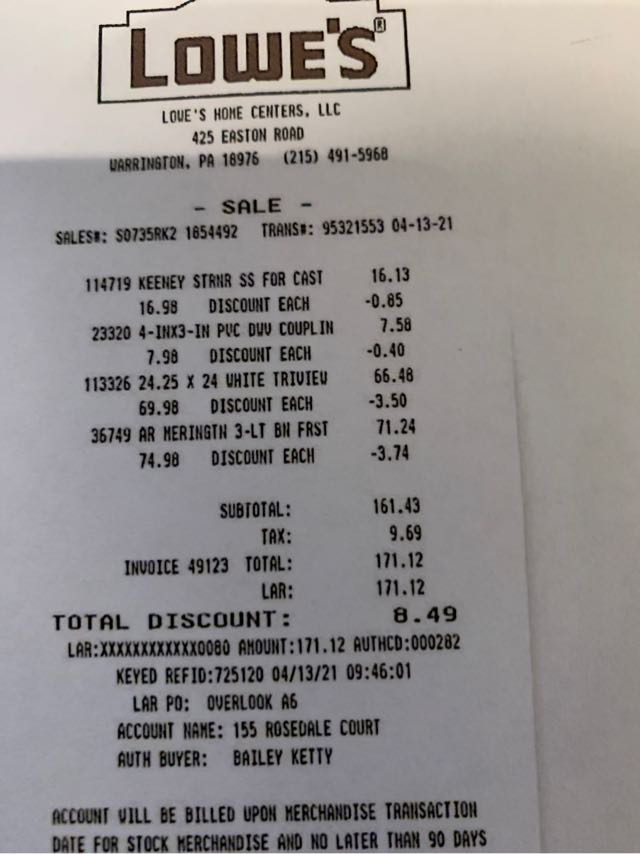 LOWE'S®
LOWE'S HOME CENTERS, LLC
425 EASTON ROAD
WARRINGTON, PA 18976 (215) 491-5968
- SALE -
SALES#: S0735RK2 1854492 TRANS#: 95321553 04-13-21
114719 KEENEY STRNR SS FOR CAST 16.13
16.98 DISCOUNT EACH -0.85
23320 4-INX3-IN PVC DWV COUPLIN 7.58
7.98 DISCOUNT EACH -0.40
113326 24.25 X 24 WHITE TRIVIEW 66.48
69.98 DISCOUNT EACH -3.50
36749 AR MERINGTN 3-LT BN FRST 71.24
74.98 DISCOUNT EACH -3.74
SUBTOTAL: 161.43
TAX: 9.69
INVOICE 49123 TOTAL: 171.12
LAR: 171.12
TOTAL DISCOUNT: 8.49
LAR:XXXXXXXXXXXX0080 AMOUNT:171.12 AUTHCD:000282
KEYED REFID:725120 04/13/21 09:46:01
LAR PO: OVERLOOK A6
ACCOUNT NAME: 155 ROSEDALE COURT
AUTH BUYER: BAILEY KETTY
ACCOUNT WILL BE BILLED UPON MERCHANDISE TRANSACTION
DATE FOR STOCK MERCHANDISE AND NO LATER THAN 90 DAYS